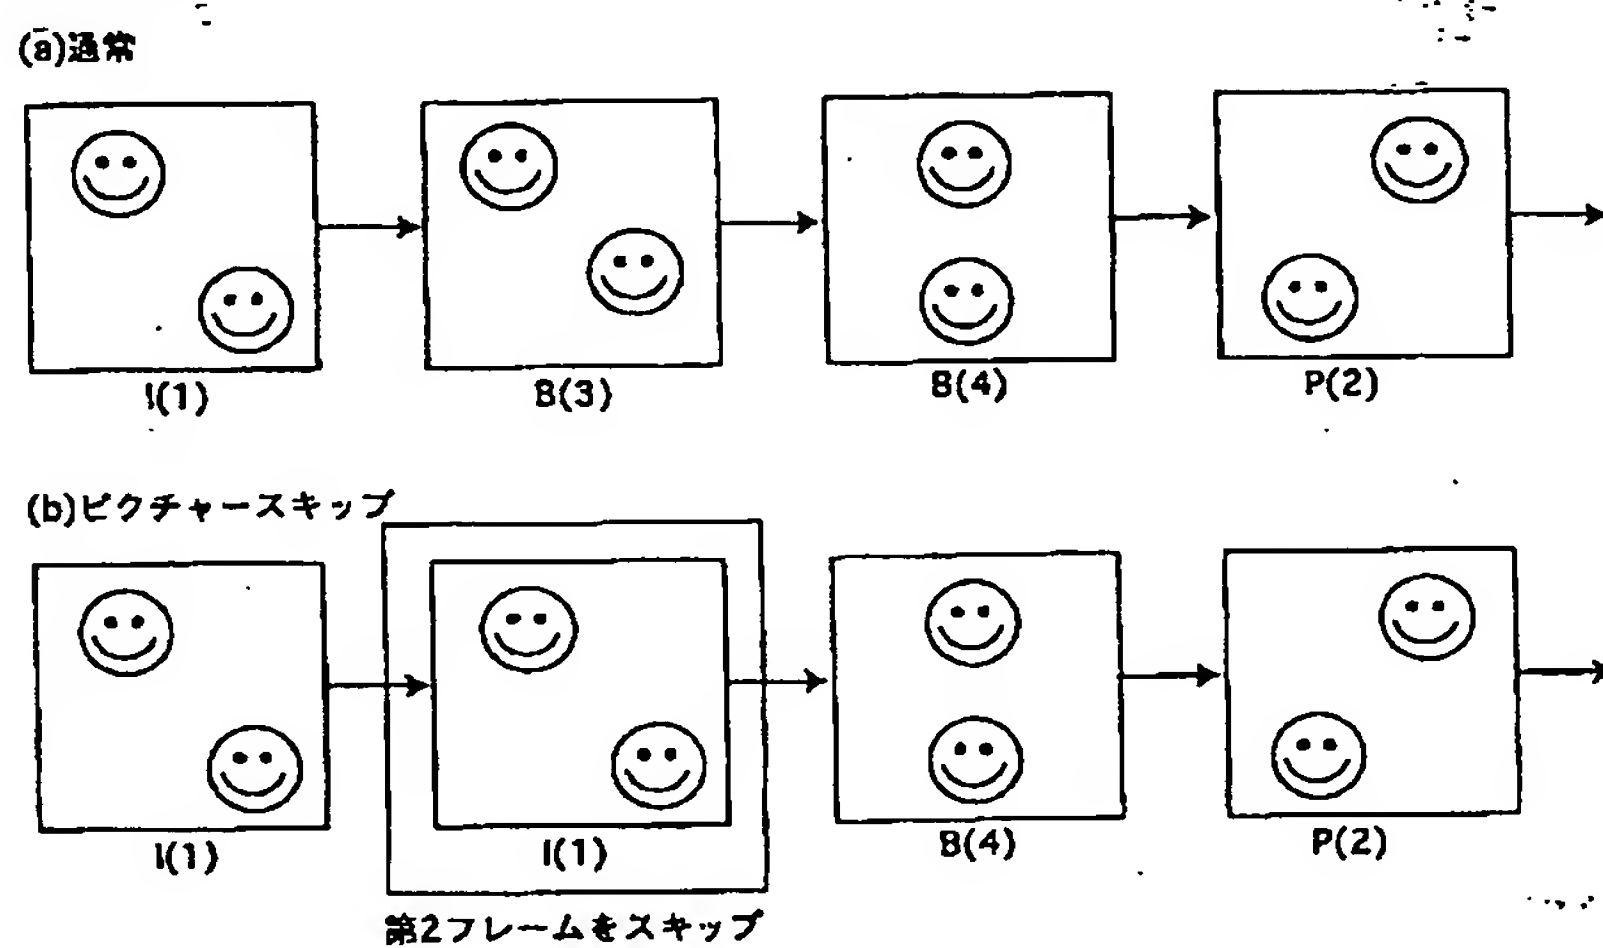 (a)通常
I(1)
B(3)
B(4)
P(2)
(b)ピクチャースキップ
I(1)
I(1)
B(4)
P(2)
第2フレームをスキップ